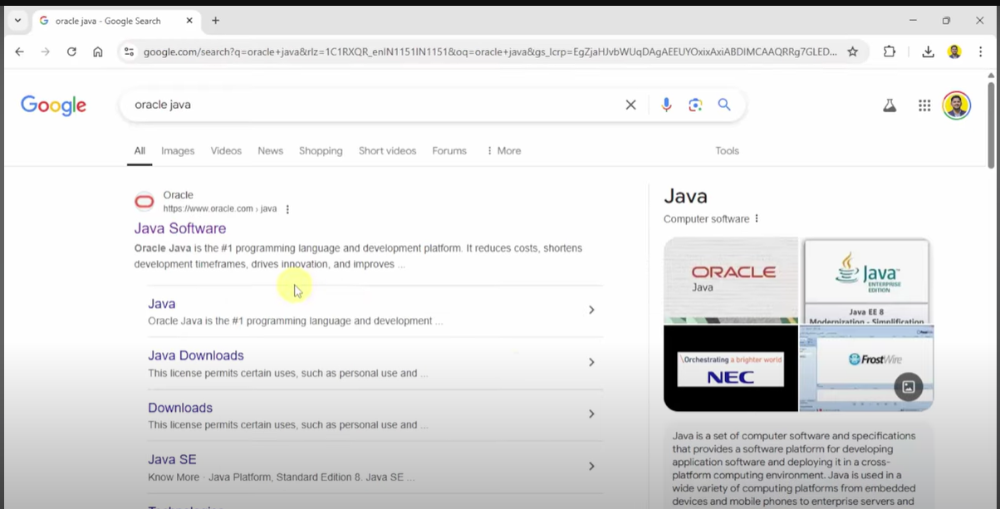 oracle java - Google Search
google.com/search?q=oracle+java&rlz=1C1RXQR_enIN1151IN1151&oq=oracle+java&gs_lcrp=EgZjaHJvbWUqDAgAEEUYOxixAxiABDIMCAAQRRg7GLED...
Google
oracle java
All
Images
Videos
News
Shopping
Short videos
Forums
More
Tools
Oracle
https://www.oracle.com › java
Java Software
Oracle Java is the #1 programming language and development platform. It reduces costs, shortens
development timeframes, drives innovation, and improves ...
Java
Oracle Java is the #1 programming language and development ...
Java Downloads
This license permits certain uses, such as personal use and ...
Downloads
This license permits certain uses, such as personal use and ...
Java SE
Know More · Java Platform, Standard Edition 8. Java SE ...
Java
Computer software
ORACLE
Java
Java™
ENTERPRISE
EDITION
Java EE 8
Modernization - Simplification
\Orchestrating a brighter world
NEC
FrostWire
Java is a set of computer software and specifications
that provides a software platform for developing
application software and deploying it in a cross-
platform computing environment. Java is used in a
wide variety of computing platforms from embedded
devices and mobile phones to enterprise servers and